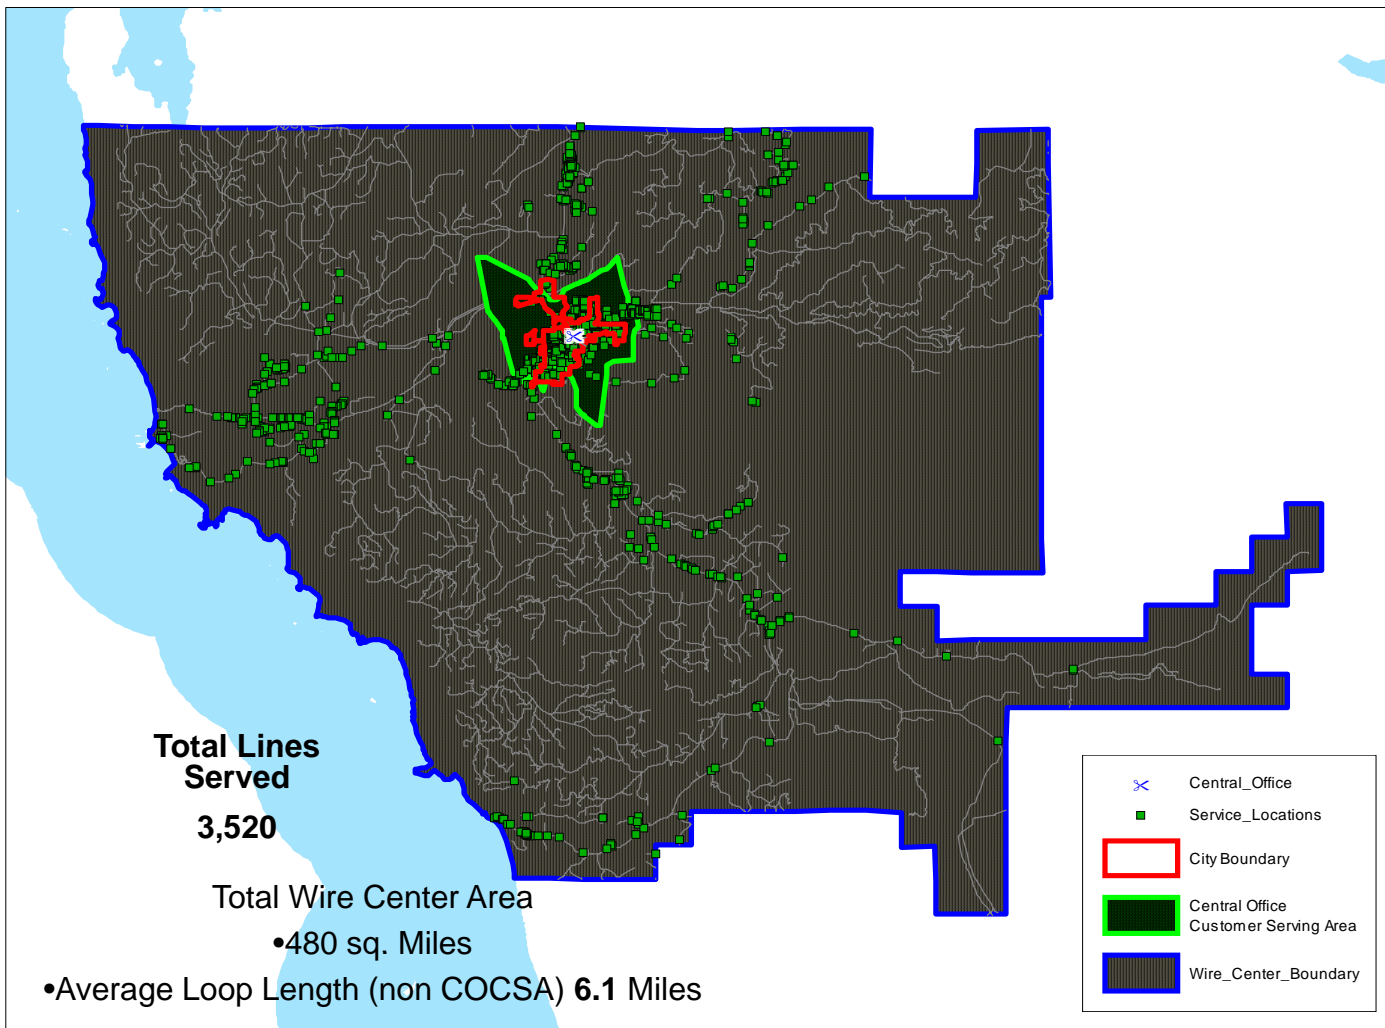 Total Lines
Served
3,520
Total Wire Center Area
•480 sq. Miles
•Average Loop Length (non COCSA) 6.1 Miles
Central_Office
Service_Locations
City Boundary
Central Office
Customer Serving Area
Wire_Center_Boundary